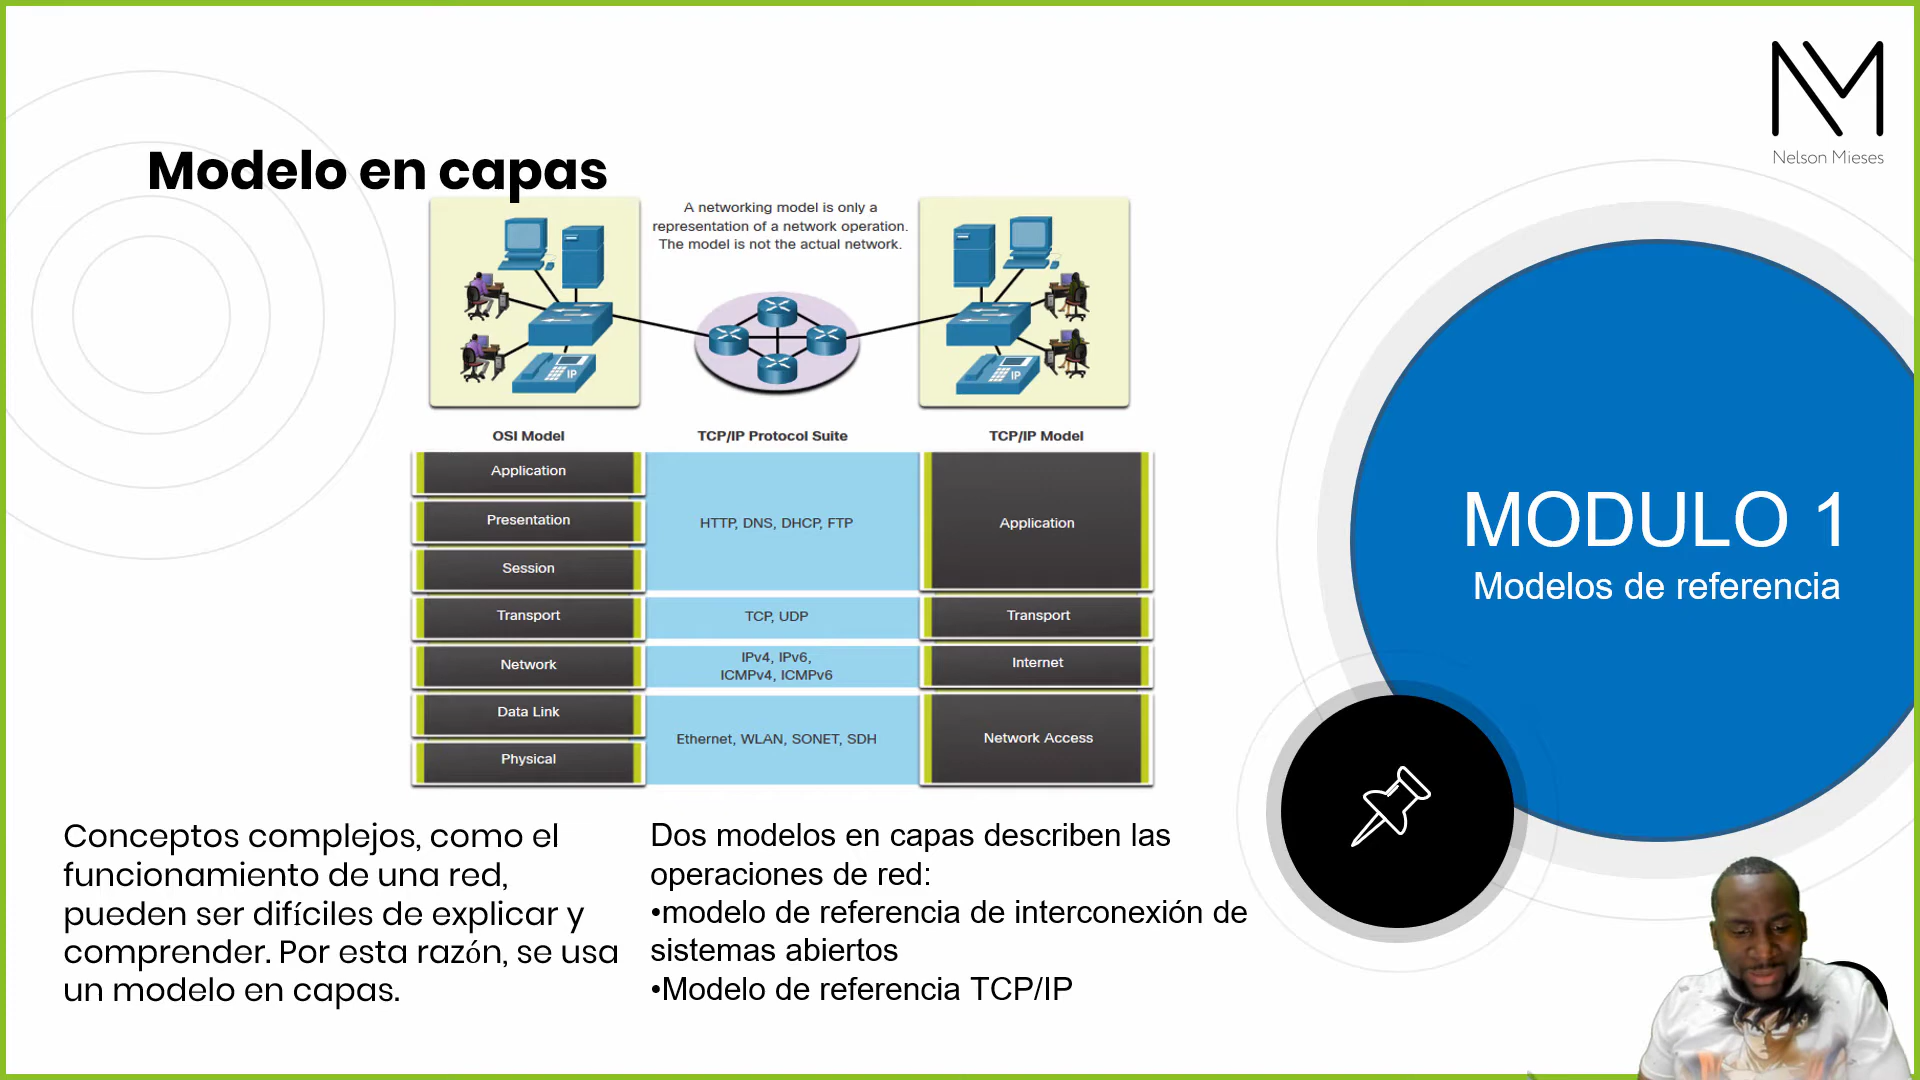 Nelson Mieses
Modelo en capas
A networking model is only a
representation of a network operation.
The model is not the actual network.
IP
IP
OSI Model
TCP/IP Protocol Suite
TCP/IP Model
Application
Presentation
Session
HTTP, DNS, DHCP, FTP
Application
Transport
TCP, UDP
Transport
Network
IPv4, IPv6,
ICMPv4, ICMPv6
Internet
Data Link
Physical
Ethernet, WLAN, SONET, SDH
Network Access
Conceptos complejos, como el
funcionamiento de una red,
pueden ser difíciles de explicar y
comprender. Por esta razón, se usa
un modelo en capas.
Dos modelos en capas describen las
operaciones de red:
•modelo de referencia de interconexión de
sistemas abiertos
•Modelo de referencia TCP/IP
MODULO 1
Modelos de referencia